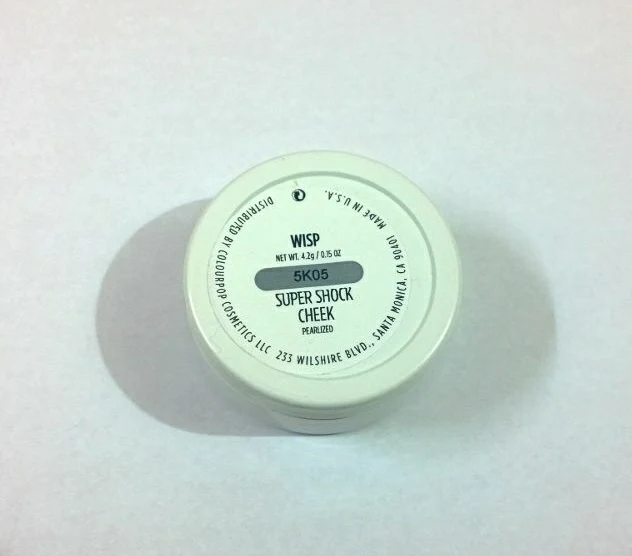 WISP
NET WT. 4.2g / 0.15 OZ
5K05
SUPER SHOCK
CHEEK
PEARLIZED
DISTRIBUTED BY COLOURPOP COSMETICS LLC 233 WILSHIRE BLVD., SANTA MONICA, CA 90401 MADE IN U.S.A.